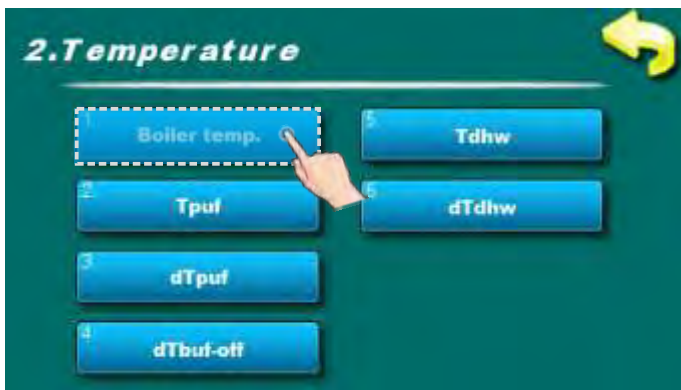 2.Temperature
1
Boiler temp.
2
Tpuf
3
dTpuf
4
dTbuf-off
5
Tdhw
6
dTdhw